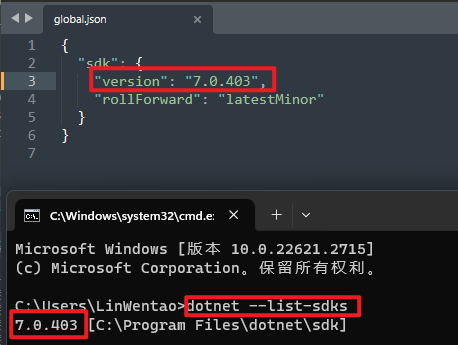 global.json
1 {
2 "sdk": {
3 "version": "7.0.403",
4 "rollForward": "latestMinor"
5 }
6 }
7
C:\Windows\system32\cmd.e
Microsoft Windows [版本 10.0.22621.2715]
(c) Microsoft Corporation。保留所有权利。
C:\Users\LinWentao>dotnet --list-sdks
7.0.403 [C:\Program Files\dotnet\sdk]